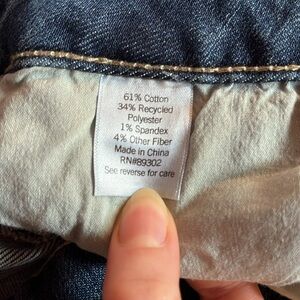 61% Cotton
34% Recycled
Polyester
1% Spandex
4% Other Fiber
Made in China
RN#89302
See reverse for care